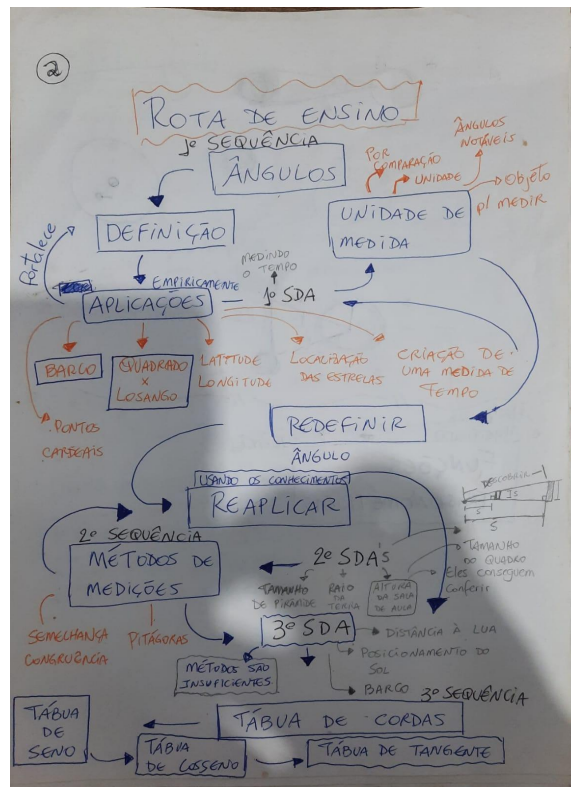 2
ROTA DE ENSINO
1º SEQUÊNCIA
ÂNGULOS
ÂNGULOS
NOTÁVEIS
POR
COMPARAÇÃO
UNIDADE
OBJETO
P/ MEDIR
UNIDADE DE
MEDIDA
DEFINIÇÃO
Fortalece
MEDINDO
O TEMPO
EMPIRICAMENTE
APLICAÇÕES
1º SDA
BARCO
QUADRADO
X
LOSANGO
LATITUDE
LONGITUDE
LOCALIZAÇÃO
DAS ESTRELAS
CRIAÇÃO DE
UMA MEDIDA DE
TEMPO
PONTOS
CARDEAIS
REDEFINIR
ÂNGULO
USANDO OS CONHECIMENTOS
REAPLICAR
DESCOBRIR
s
s
S
2º SEQUÊNCIA
MÉTODOS DE
MEDIÇÕES
2º SDA's
TAMANHO
DO QUADRO
Eles conseguem
conferir
TAMANHO
DE PIRÂMIDE
RAIO
DA
TERRA
ALTURA
DA SALA
DE AULA
SEMELHANÇA
CONGRUÊNCIA
PITÁGORAS
3º SDA
DISTÂNCIA À LUA
POSICIONAMENTO DO
SOL
BARCO
MÉTODOS SÃO
INSUFICIENTES
3º SEQUÊNCIA
TÁBUA DE CORDAS
TÁBUA
DE
SENO
TÁBUA
DE COSSENO
TÁBUA DE TANGENTE